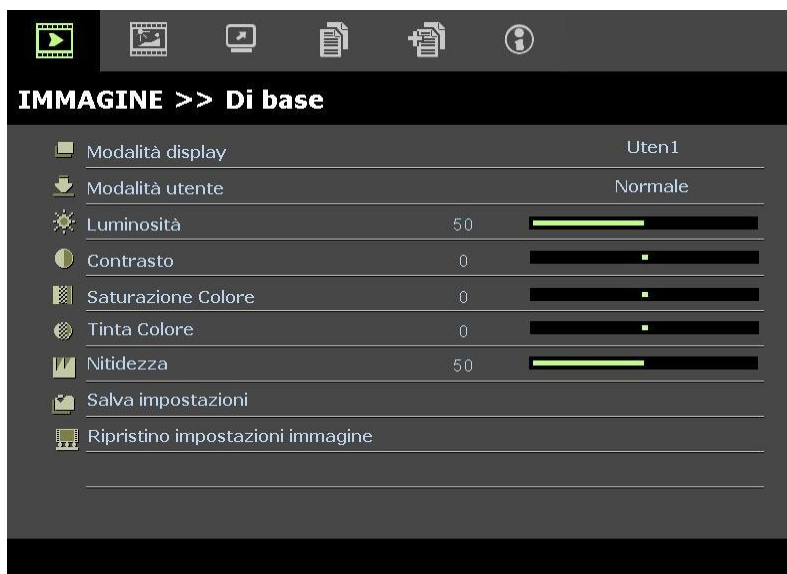 IMMAGINE >> Di base
Modalità display Uten1
Modalità utente Normale
Luminosità 50
Contrasto 0
Saturazione Colore 0
Tinta Colore 0
Nitidezza 50
Salva impostazioni
Ripristino impostazioni immagine